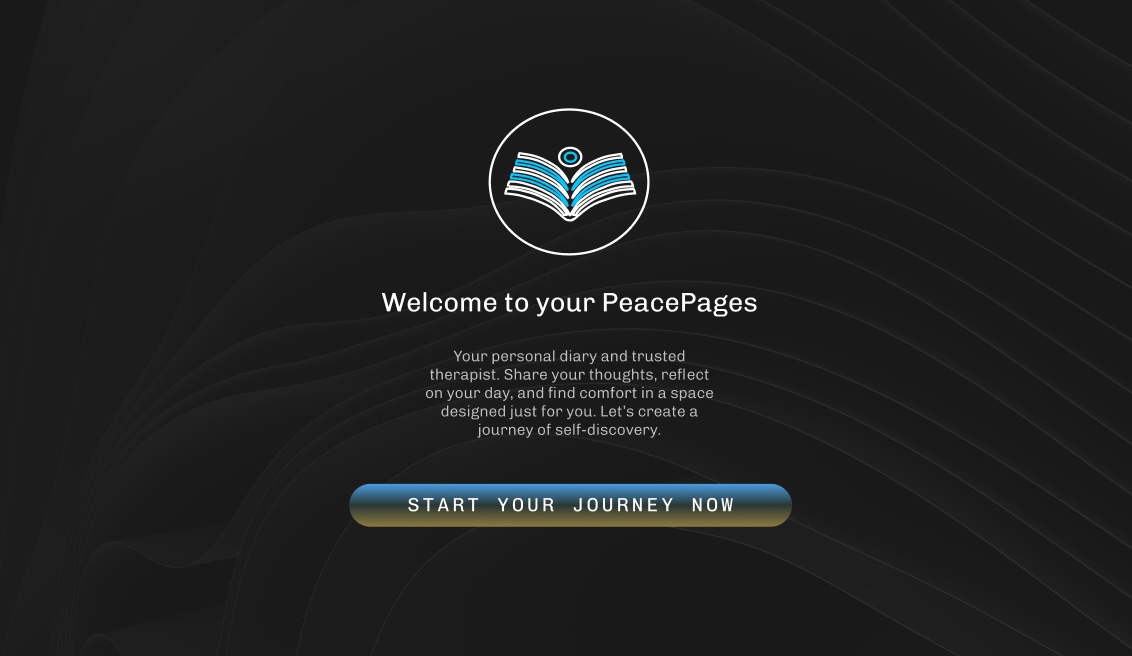 Welcome to your PeacePages
Your personal diary and trusted
therapist. Share your thoughts, reflect
on your day, and find comfort in a space
designed just for you. Let's create a
journey of self-discovery.
START YOUR JOURNEY NOW